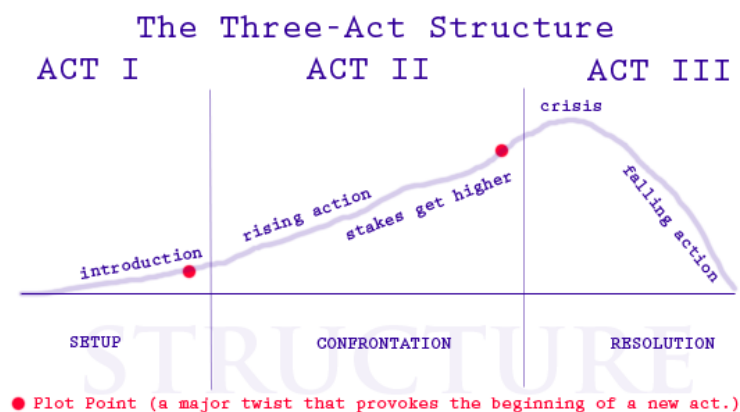 The Three-Act Structure
ACT I
ACT II
ACT III
crisis
rising action
stakes get higher
falling action
introduction
STRUCTURE
SETUP
CONFRONTATION
RESOLUTION
Plot Point (a major twist that provokes the beginning of a new act.)